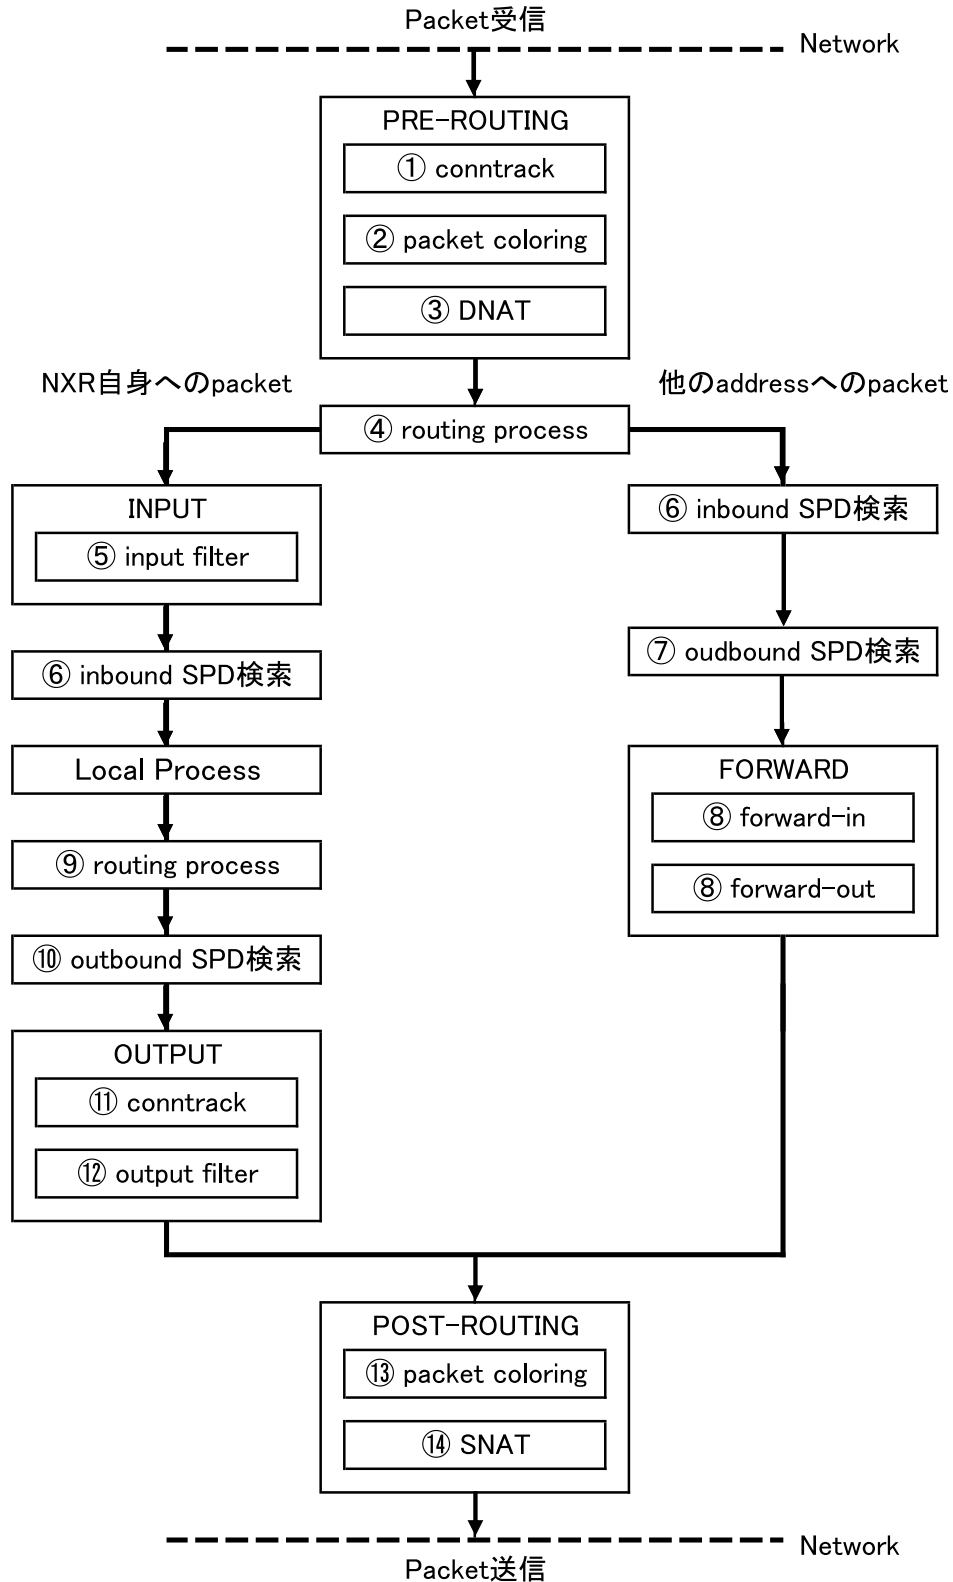 Packet受信
Network
PRE-ROUTING
① conntrack
② packet coloring
③ DNAT
NXR自身へのpacket
他のaddressへのpacket
④ routing process
INPUT
⑤ input filter
⑥ inbound SPD検索
Local Process
⑨ routing process
⑩ outbound SPD検索
OUTPUT
⑪ conntrack
⑫ output filter
⑥ inbound SPD検索
⑦ oudbound SPD検索
FORWARD
⑧ forward-in
⑧ forward-out
POST-ROUTING
⑬ packet coloring
⑭ SNAT
Network
Packet送信